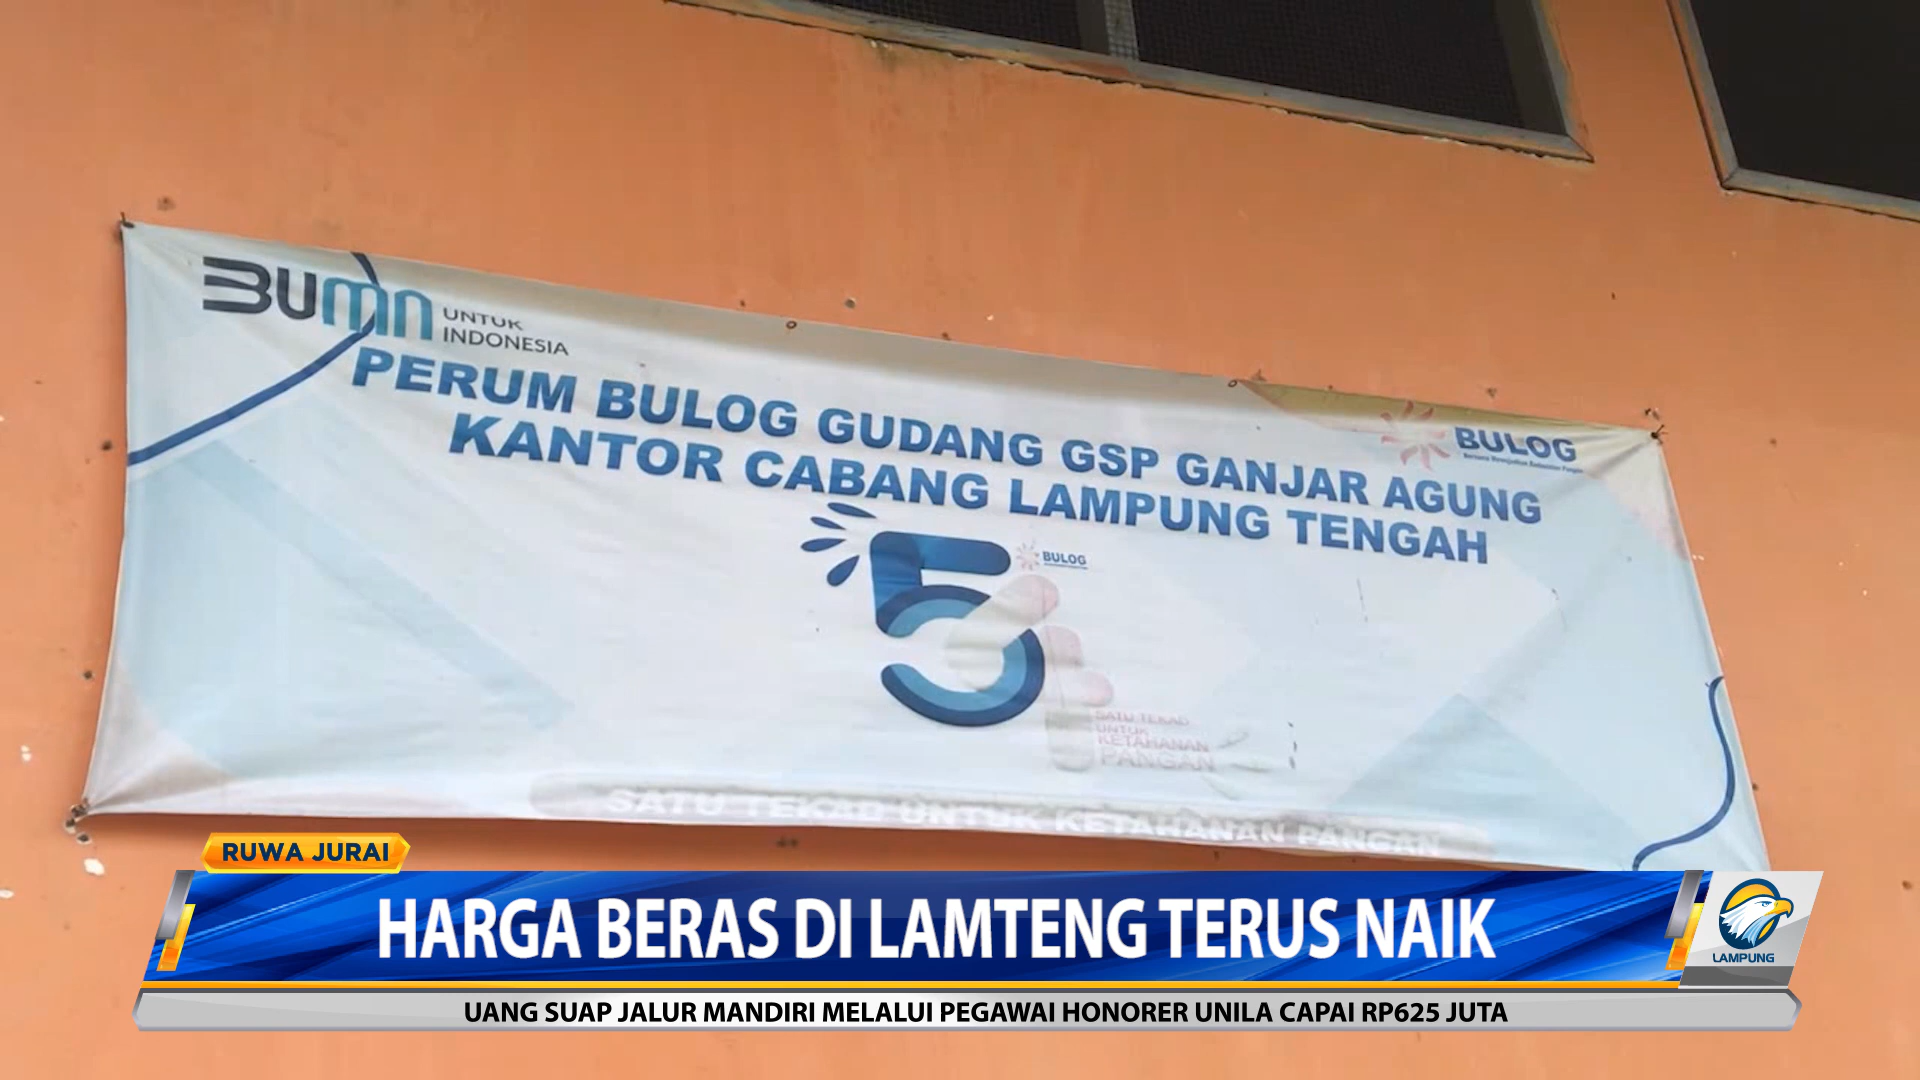 BUMN
UNTUK
INDONESIA
PERUM BULOG GUDANG GSP GANJAR AGUNG
KANTOR CABANG LAMPUNG TENGAH
BULOG
5
BULOG
SATU TEKAD
UNTUK
KETAHANAN
PANGAN
SATU TEKAD UNTUK KETAHANAN PANGAN
RUWA JURAI
HARGA BERAS DI LAMTENG TERUS NAIK
LAMPUNG
UANG SUAP JALUR MANDIRI MELALUI PEGAWAI HONORER UNILA CAPAI RP625 JUTA